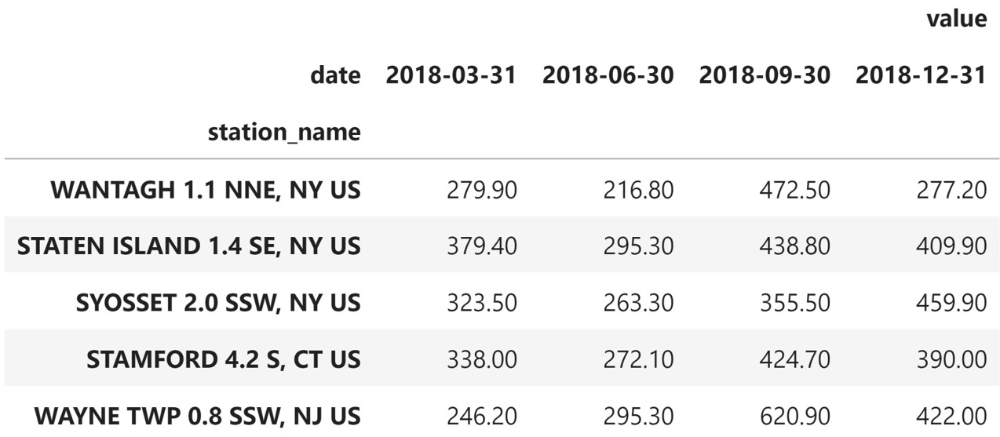 value
date 2018-03-31 2018-06-30 2018-09-30 2018-12-31
station_name
WANTAGH 1.1 NNE, NY US 279.90 216.80 472.50 277.20
STATEN ISLAND 1.4 SE, NY US 379.40 295.30 438.80 409.90
SYOSSET 2.0 SSW, NY US 323.50 263.30 355.50 459.90
STAMFORD 4.2 S, CT US 338.00 272.10 424.70 390.00
WAYNE TWP 0.8 SSW, NJ US 246.20 295.30 620.90 422.00